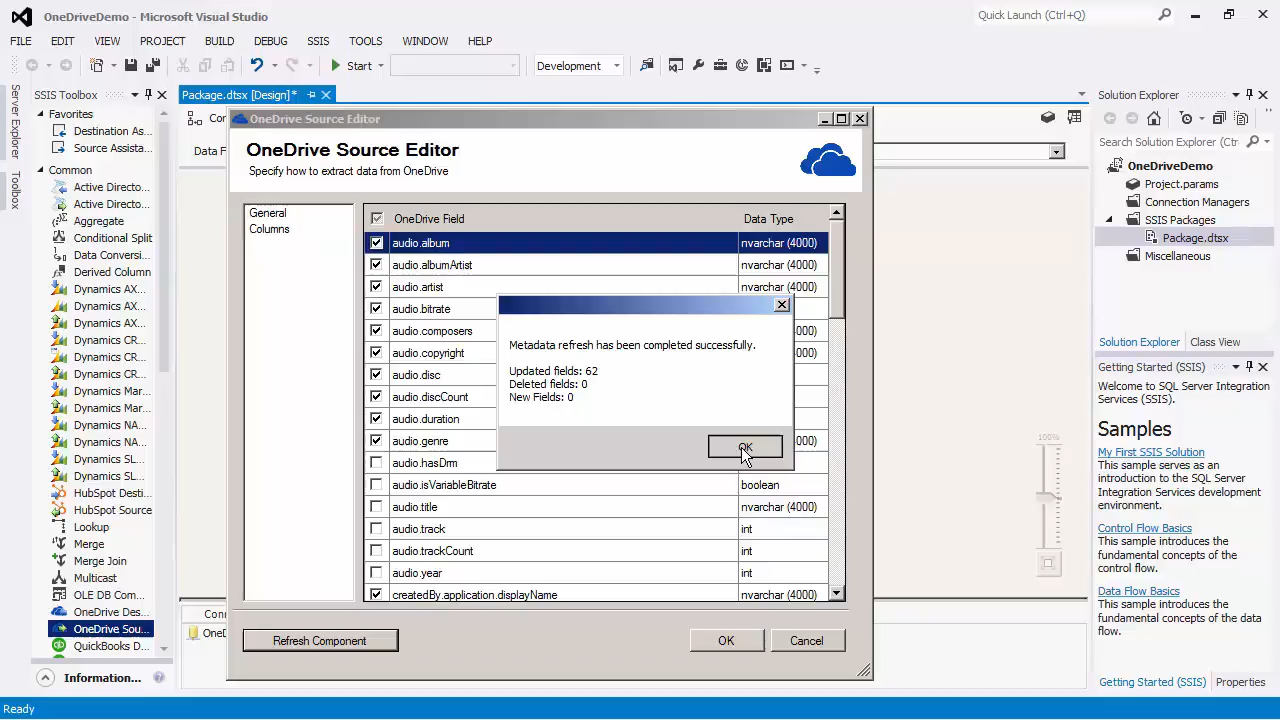 OneDriveDemo - Microsoft Visual Studio
Quick Launch (Ctrl+Q)
FILE EDIT VIEW PROJECT BUILD DEBUG SSIS TOOLS WINDOW HELP
Start
Development
Server Explorer
Toolbox
SSIS Toolbox
Favorites
Destination As...
Source Assista...
Common
Active Directo...
Active Directo...
Aggregate
Conditional Split
Data Conversi...
Derived Column
Dynamics AX...
Dynamics AX...
Dynamics AX...
Dynamics CR...
Dynamics CR...
Dynamics CR...
Dynamics Mar...
Dynamics NA...
Dynamics NA...
Dynamics SL...
Dynamics SL...
HubSpot Desti...
HubSpot Source
Lookup
Merge
Merge Join
Multicast
OLE DB Com...
OneDrive Des...
OneDrive Sou...
QuickBooks D...
Information...
Package.dtsx [Design]*
Data F
OneDrive Source Editor
OneDrive Source Editor
Specify how to extract data from OneDrive
General
Columns
OneDrive Field Data Type
audio.album nvarchar (4000)
audio.albumArtist nvarchar (4000)
audio.artist nvarchar (4000)
audio.bitrate
audio.composers 000)
audio.copyright 000)
audio.disc
audio.discCount
audio.duration
audio.genre 000)
audio.hasDrm
audio.isVariableBitrate boolean
audio.title nvarchar (4000)
audio.track int
audio.trackCount int
audio.year int
createdBy.application.displayName nvarchar (4000)
Metadata refresh has been completed successfully.
Updated fields: 62
Deleted fields: 0
New Fields: 0
OK
Refresh Component
OK
Cancel
100%
Solution Explorer
Search Solution Explorer (Ctr
OneDriveDemo
Project.params
Connection Managers
SSIS Packages
Package.dtsx
Miscellaneous
Solution Explorer Class View
Getting Started (SSIS)
Welcome to SQL Server Integration
Services (SSIS).
Samples
My First SSIS Solution
This sample serves as an
introduction to the SQL Server
Integration Services development
environment.
Control Flow Basics
This sample introduces the
fundamental concepts of the
control flow.
Data Flow Basics
This sample introduces the
fundamental concepts of the data
flow.
Getting Started (SSIS) Properties
Ready